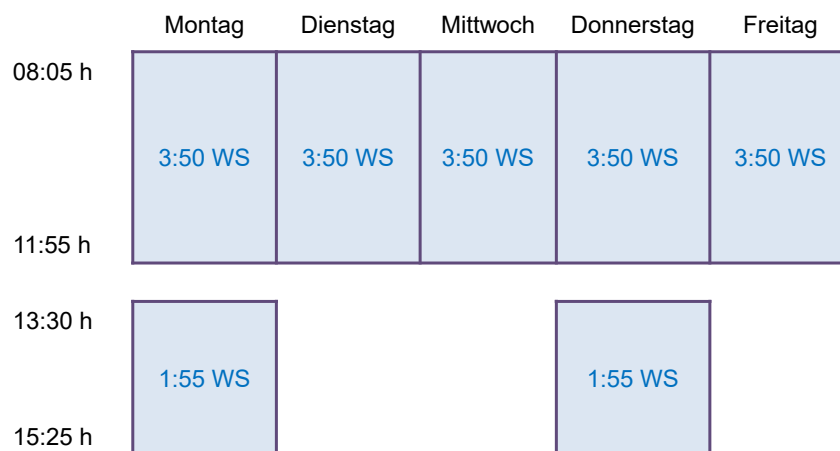 Montag Dienstag Mittwoch Donnerstag Freitag
08:05 h
3:50 WS 3:50 WS 3:50 WS 3:50 WS 3:50 WS
11:55 h
13:30 h
1:55 WS 1:55 WS
15:25 h